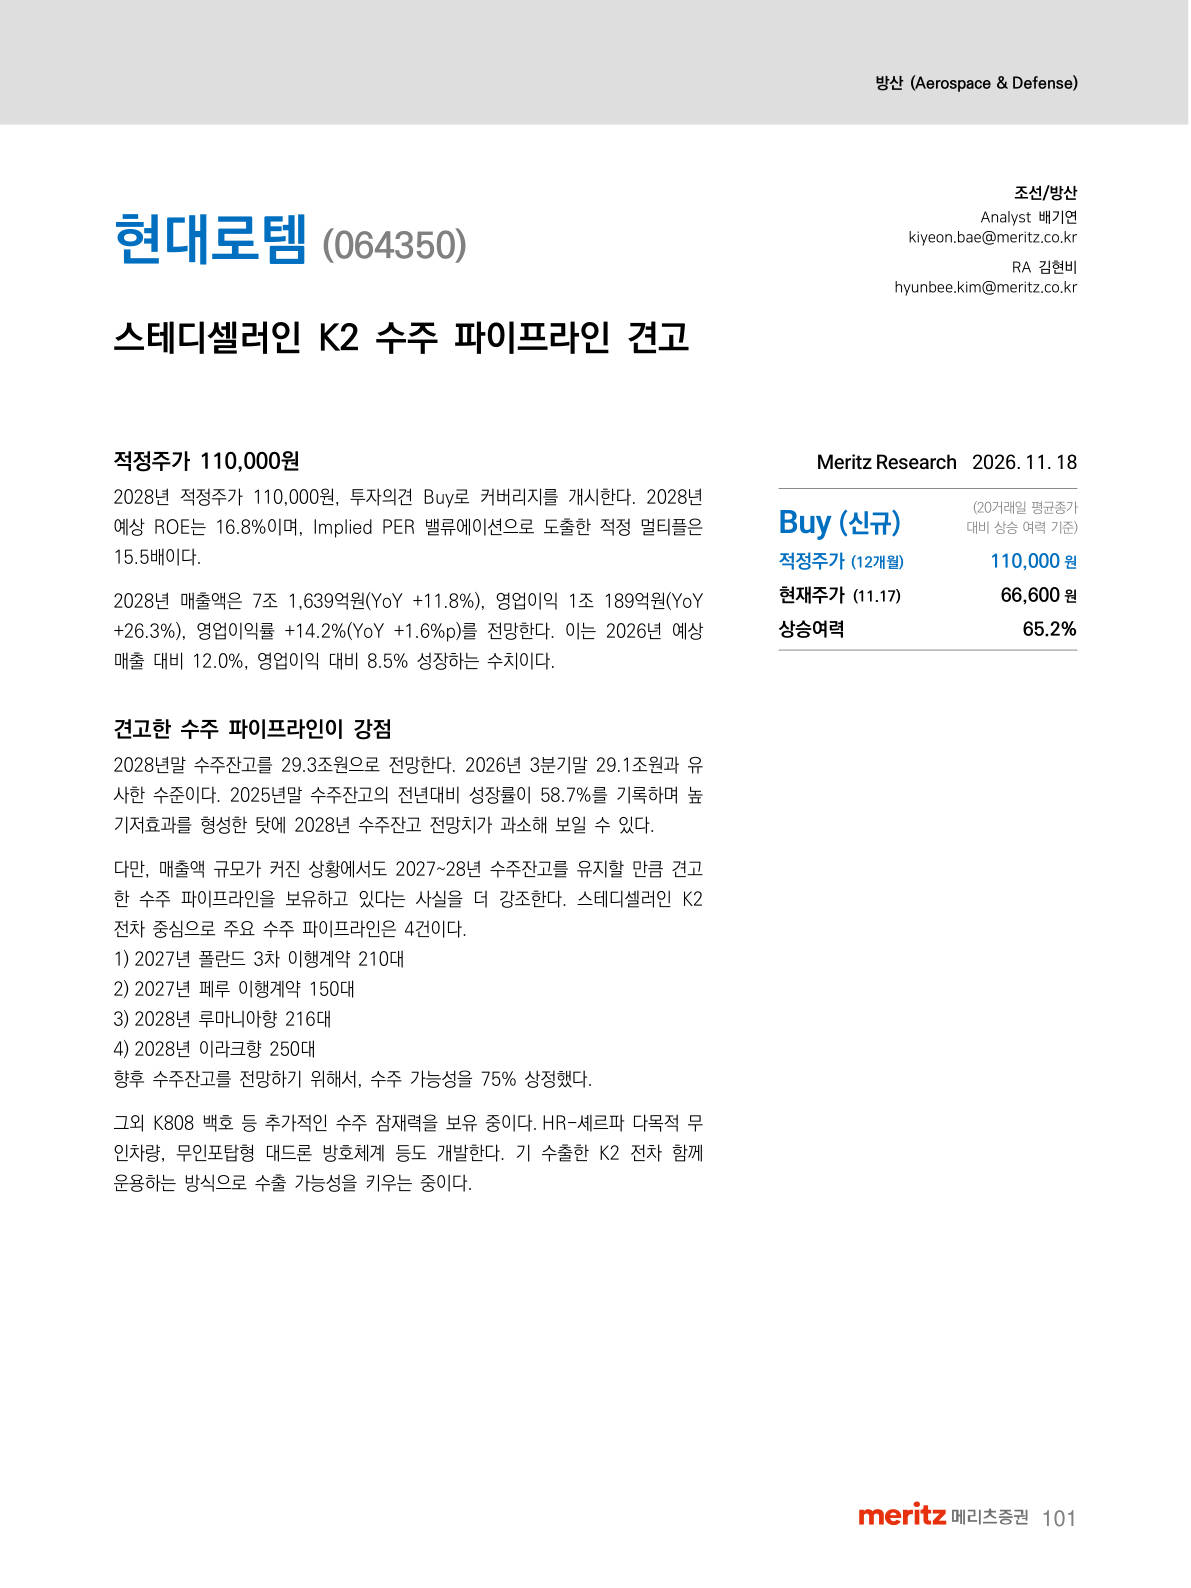 방산 (Aerospace & Defense)
조선/방산
Analyst 배기연
kiyeon.bae@meritz.co.kr
RA 김현비
hyunbee.kim@meritz.co.kr
현대로템 (064350)
스테디셀러인 K2 수주 파이프라인 견고
적정주가 110,000원
2028년 적정주가 110,000원, 투자의견 Buy로 커버리지를 개시한다. 2028년
예상 ROE는 16.8%이며, Implied PER 밸류에이션으로 도출한 적정 멀티플은
15.5배이다.
2028년 매출액은 7조 1,639억원(YoY +11.8%), 영업이익 1조 189억원(YoY
+26.3%), 영업이익률 +14.2%(YoY +1.6%p)를 전망한다. 이는 2026년 예상
매출 대비 12.0%, 영업이익 대비 8.5% 성장하는 수치이다.
견고한 수주 파이프라인이 강점
2028년말 수주잔고를 29.3조원으로 전망한다. 2026년 3분기말 29.1조원과 유
사한 수준이다. 2025년말 수주잔고의 전년대비 성장률이 58.7%를 기록하며 높
기저효과를 형성한 탓에 2028년 수주잔고 전망치가 과소해 보일 수 있다.
다만, 매출액 규모가 커진 상황에서도 2027~28년 수주잔고를 유지할 만큼 견고
한 수주 파이프라인을 보유하고 있다는 사실을 더 강조한다. 스테디셀러인 K2
전차 중심으로 주요 수주 파이프라인은 4건이다.
1) 2027년 폴란드 3차 이행계약 210대
2) 2027년 페루 이행계약 150대
3) 2028년 루마니아향 216대
4) 2028년 이라크향 250대
향후 수주잔고를 전망하기 위해서, 수주 가능성을 75% 상정했다.
그외 K808 백호 등 추가적인 수주 잠재력을 보유 중이다. HR-셰르파 다목적 무
인차량, 무인포탑형 대드론 방호체계 등도 개발한다. 기 수출한 K2 전차 함께
운용하는 방식으로 수출 가능성을 키우는 중이다.
Meritz Research 2026. 11. 18
Buy (신규)
(20거래일 평균종가
대비 상승 여력 기준)
적정주가 (12개월) 110,000 원
현재주가 (11.17) 66,600 원
상승여력 65.2%
meritz 메리츠증권 101